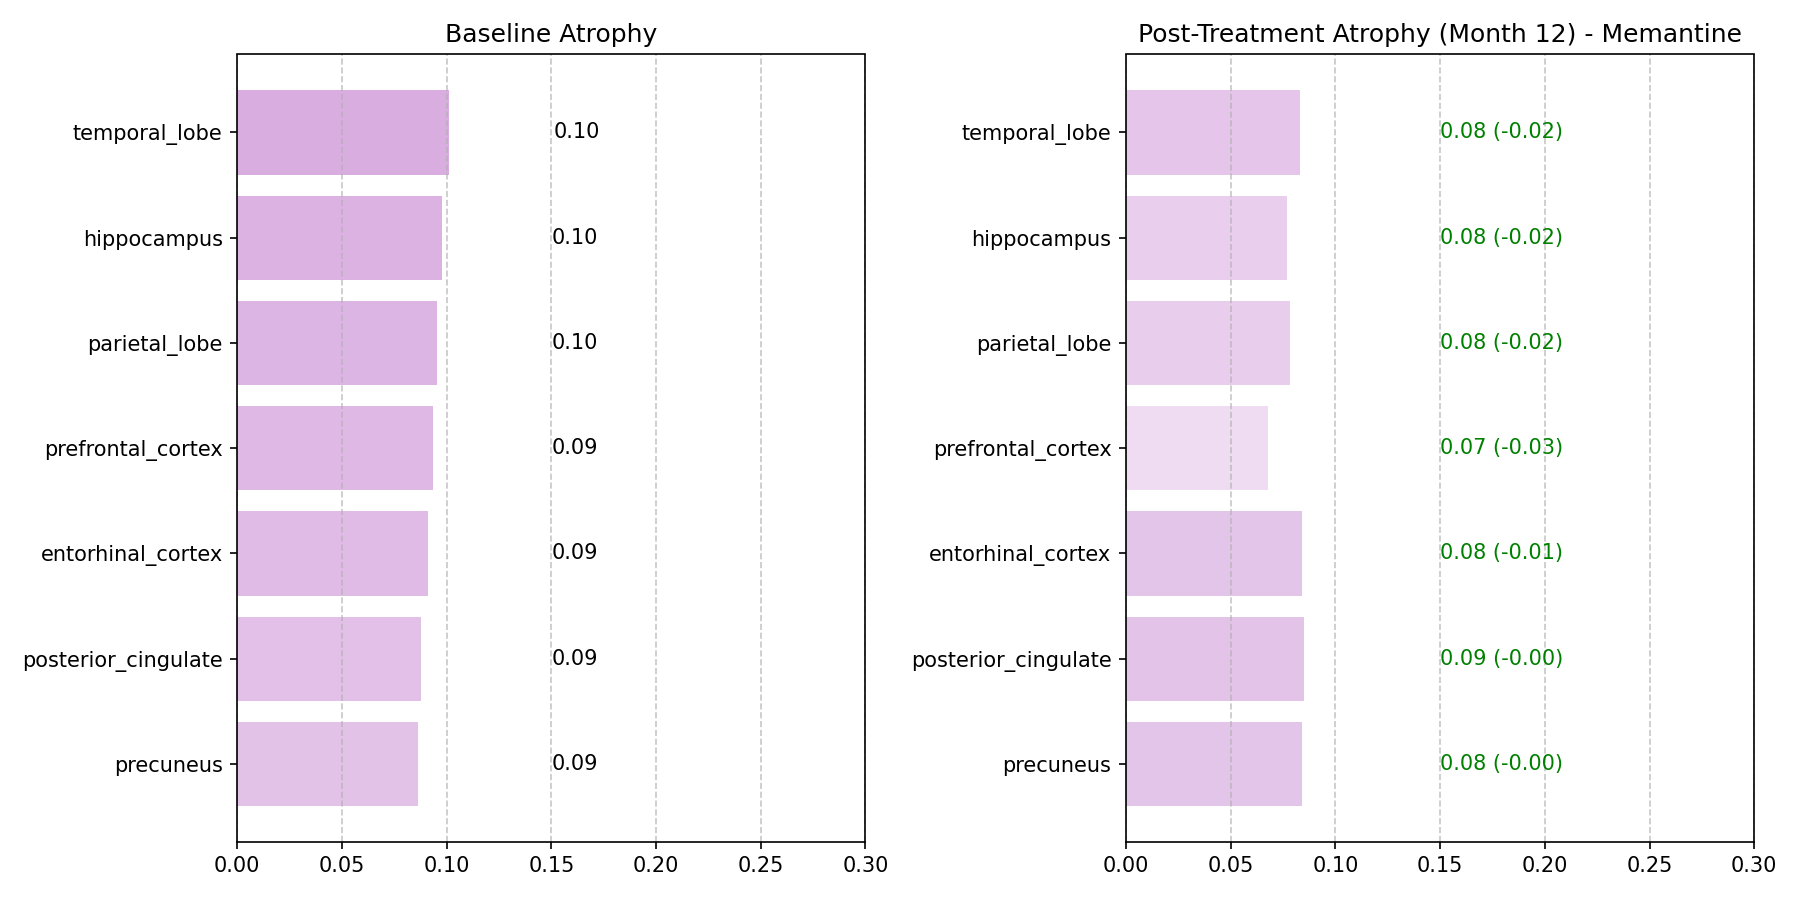 Baseline Atrophy
temporal_lobe
0.10
hippocampus
0.10
parietal_lobe
0.10
prefrontal_cortex
0.09
entorhinal_cortex
0.09
posterior_cingulate
0.09
precuneus
0.09
0.00 0.05 0.10 0.15 0.20 0.25 0.30
Post-Treatment Atrophy (Month 12) - Memantine
temporal_lobe
0.08 (-0.02)
hippocampus
0.08 (-0.02)
parietal_lobe
0.08 (-0.02)
prefrontal_cortex
0.07 (-0.03)
entorhinal_cortex
0.08 (-0.01)
posterior_cingulate
0.09 (-0.00)
precuneus
0.08 (-0.00)
0.00 0.05 0.10 0.15 0.20 0.25 0.30